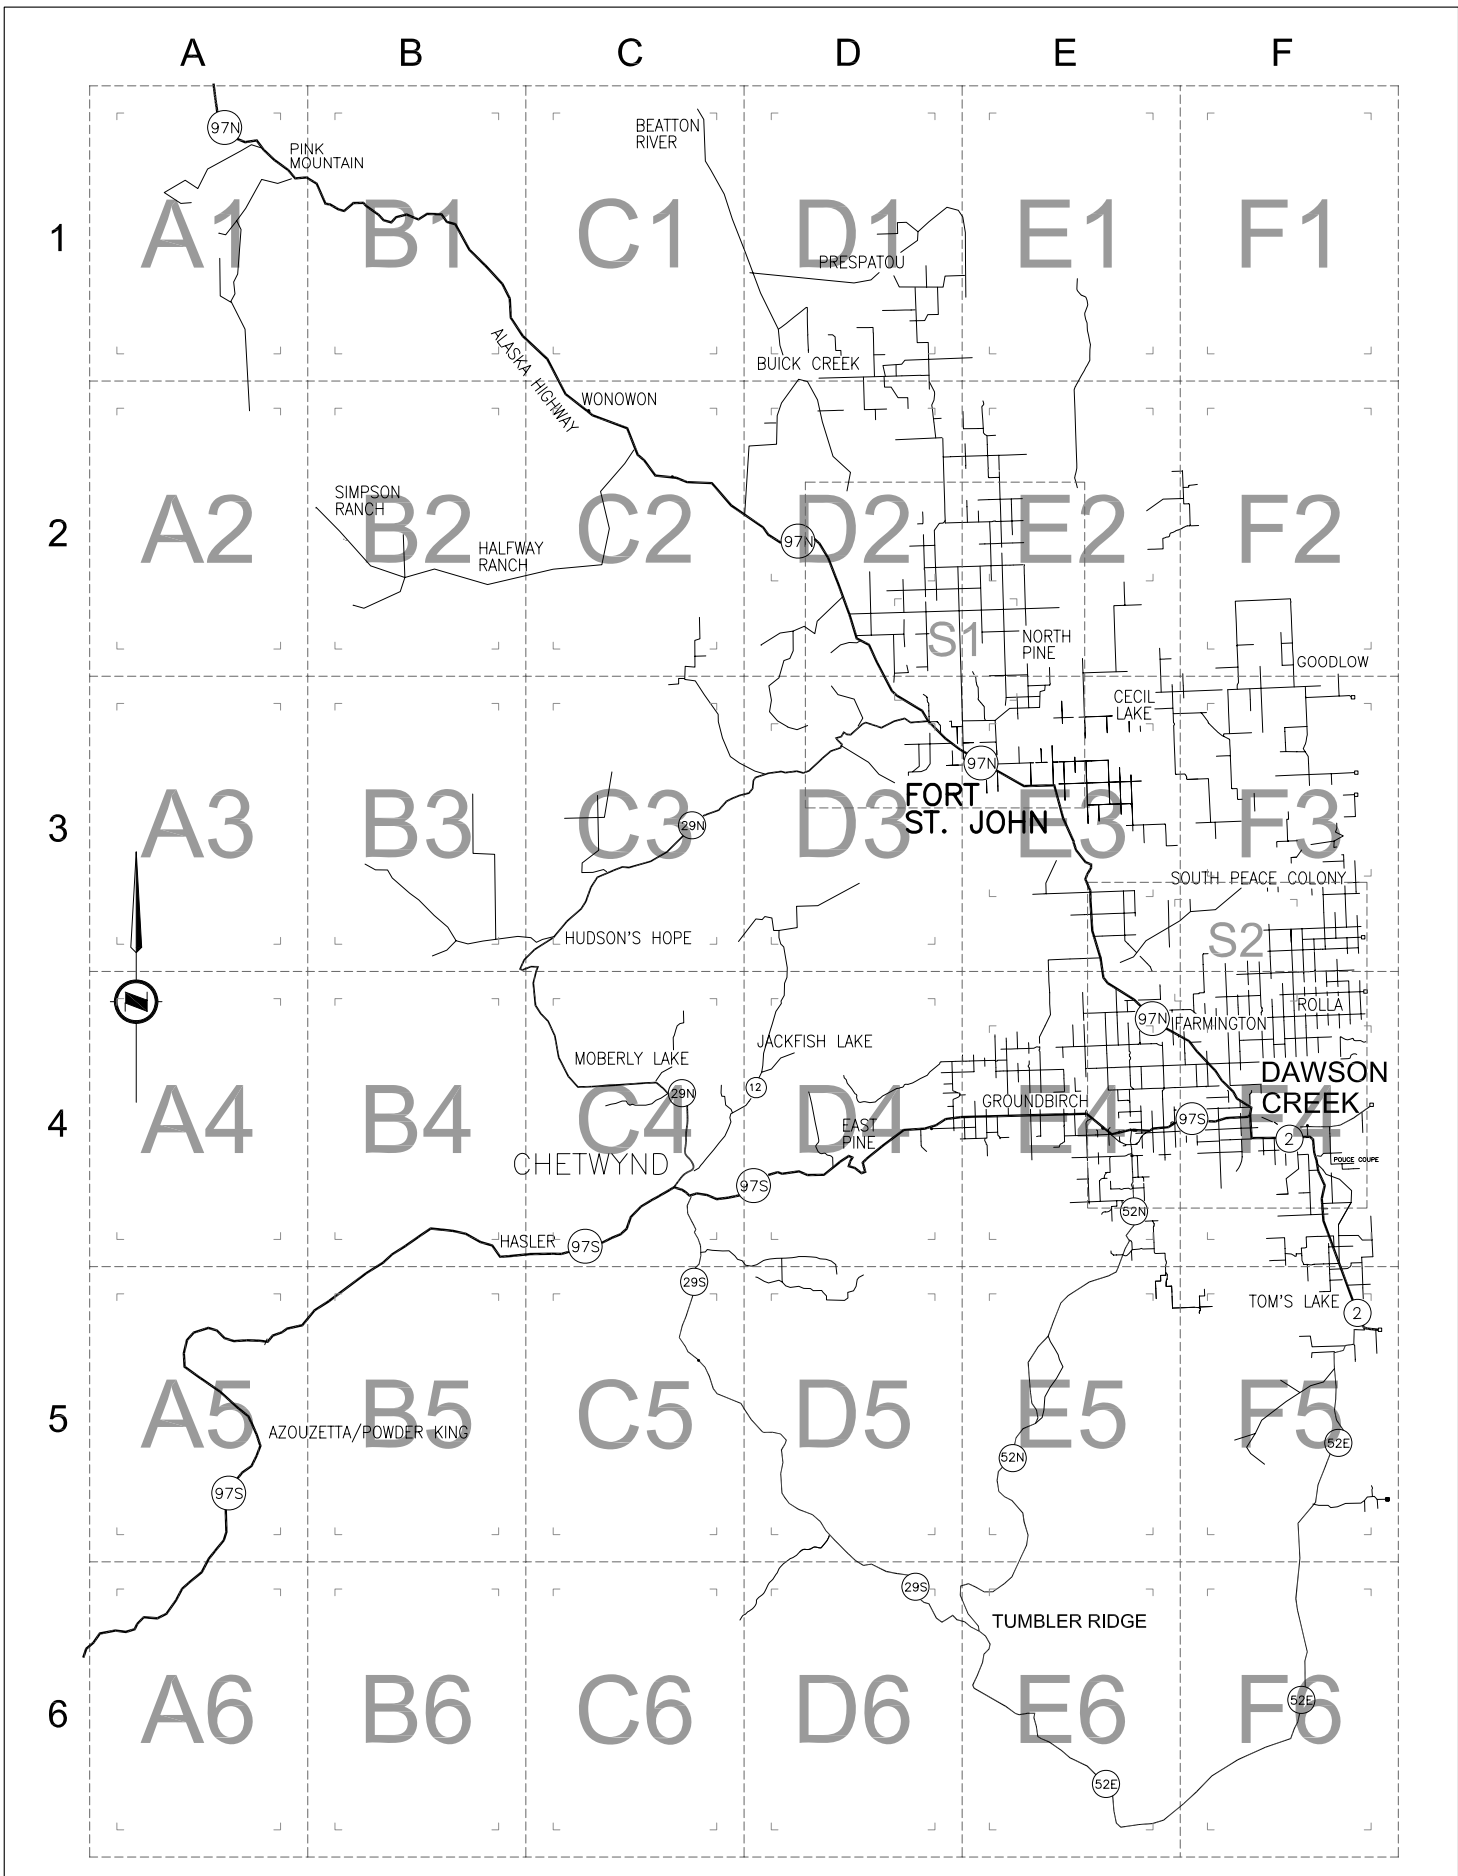 A B C D E F
97N
BEATTON
RIVER
PINK
MOUNTAIN
1
A1 B1 C1 D1 E1 F1
PRESPATOU
ALASKA HIGHWAY
BUICK CREEK
WONOWON
SIMPSON
RANCH
2
A2 B2 C2 D2 E2 F2
97N
HALFWAY
RANCH
S1
NORTH
PINE
GOODLOW
CECIL
LAKE
97N
FORT
ST. JOHN
3
A3 B3 C3 D3 E3 F3
29N
SOUTH PEACE COLONY
HUDSON'S HOPE
S2
ROLLA
97N
FARMINGTON
JACKFISH LAKE
MOBERLY LAKE
DAWSON
CREEK
29N
12
GROUNDBIRCH
4
A4 B4 C4 D4 E4 F4
97S
EAST
PINE
2
POUCE COUPE
CHETWYND
97S
52N
HASLER
97S
29S
TOM'S LAKE
2
5
A5 B5 C5 D5 E5 F5
AZOUZETTA/POWDER KING
52E
52N
97S
29S
TUMBLER RIDGE
6
A6 B6 C6 D6 E6 F6
52E
52E